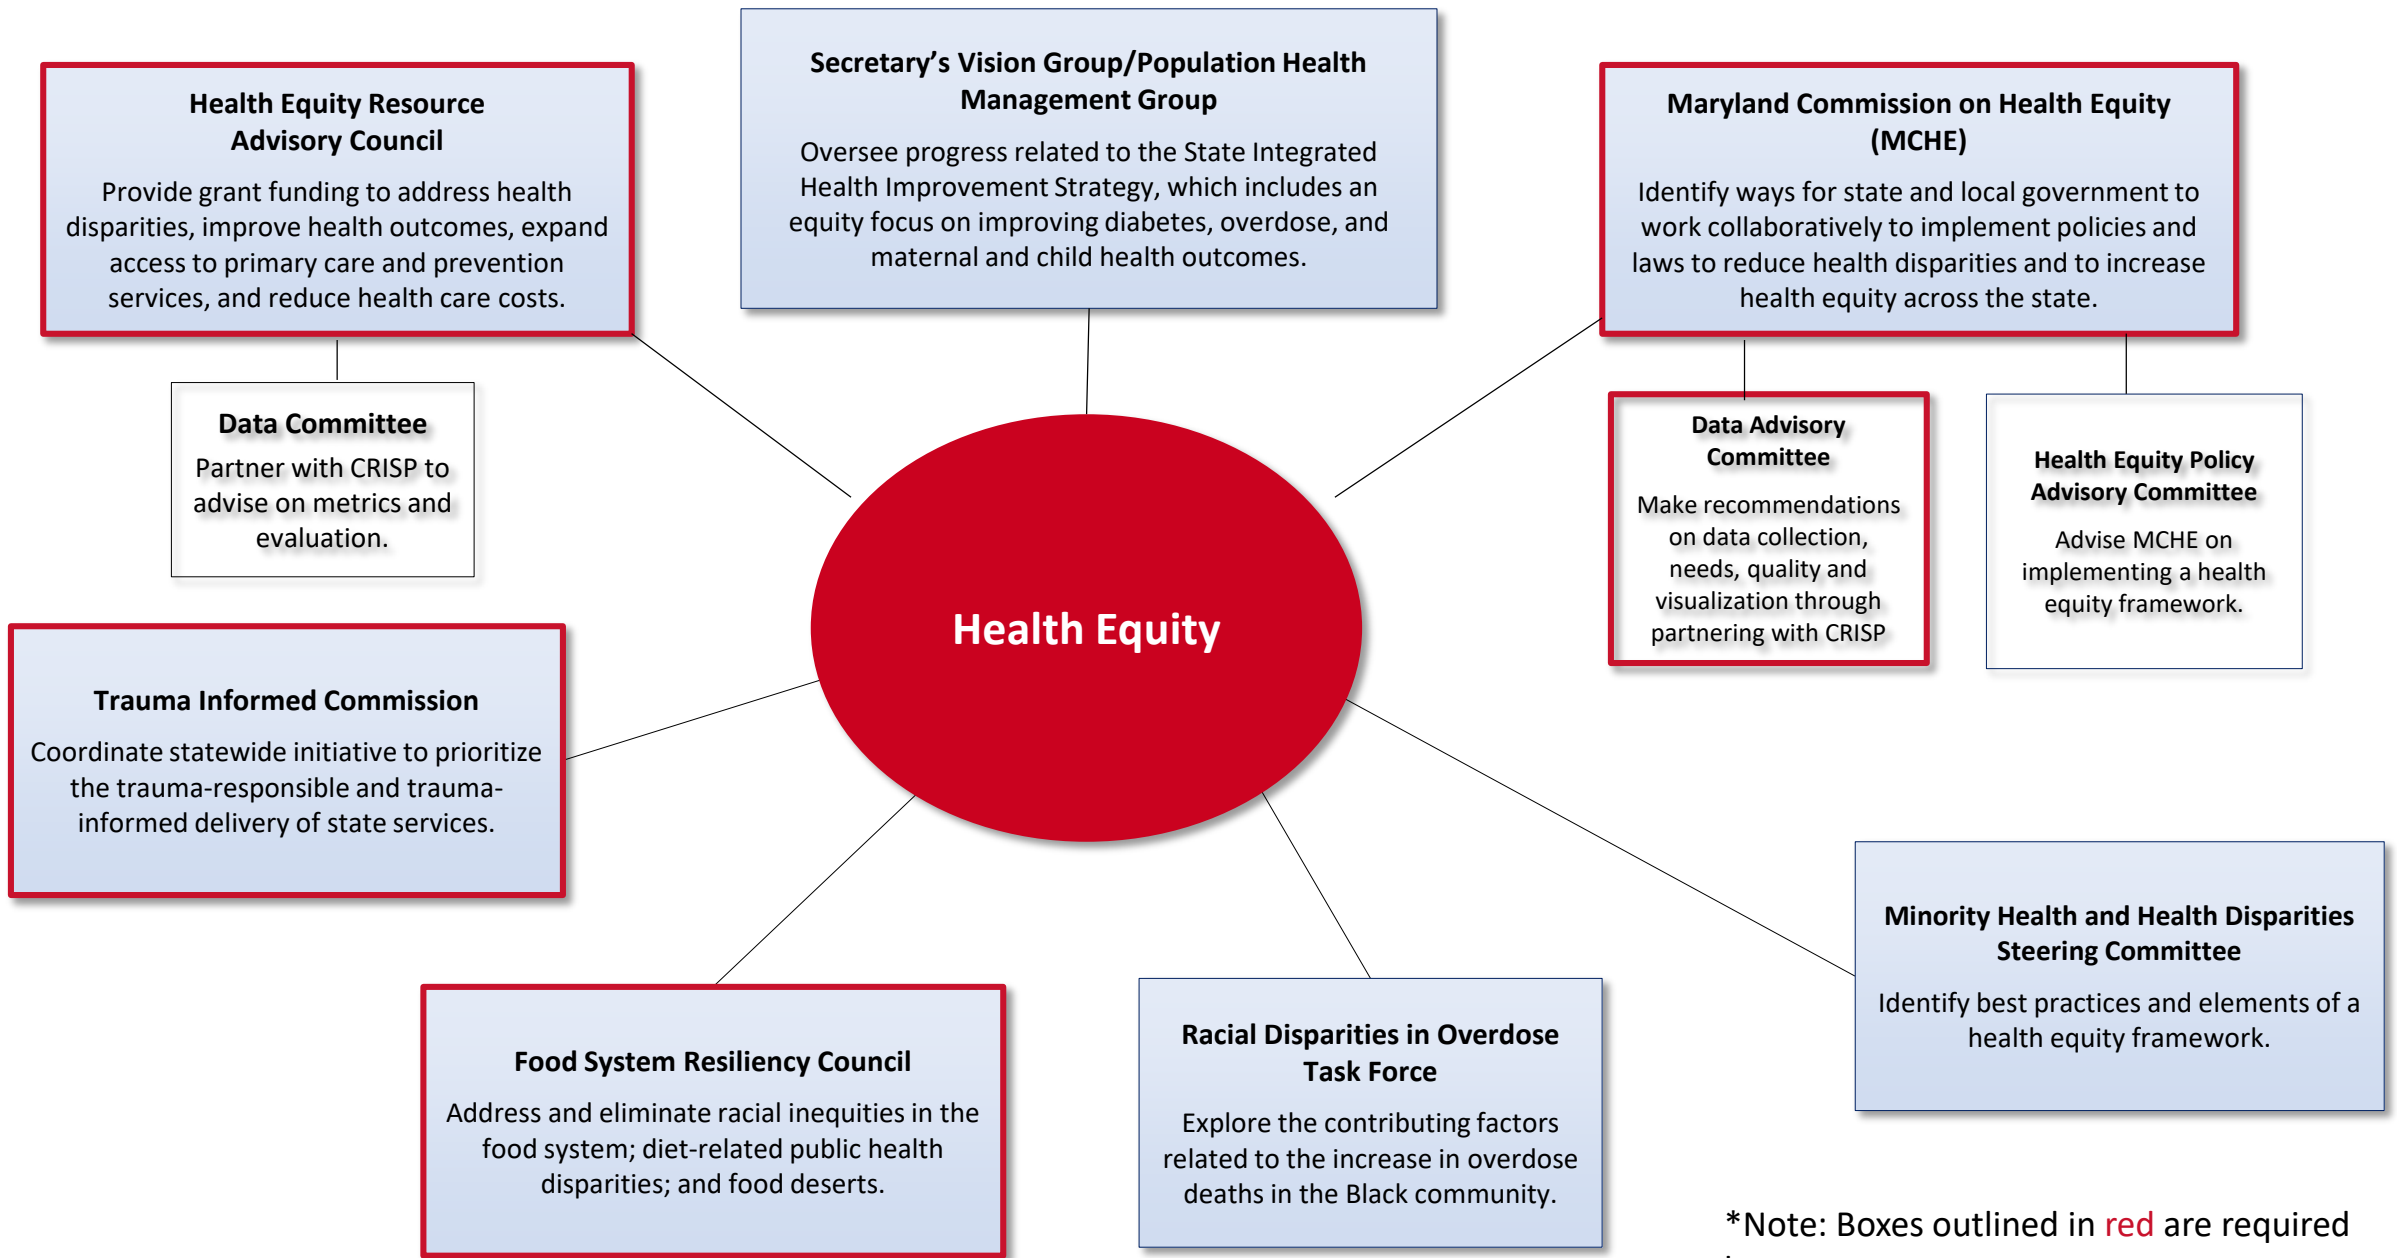 Health Equity Resource
Advisory Council
Provide grant funding to address health
disparities, improve health outcomes, expand
access to primary care and prevention
services, and reduce health care costs.
Secretary’s Vision Group/Population Health
Management Group
Oversee progress related to the State Integrated
Health Improvement Strategy, which includes an
equity focus on improving diabetes, overdose, and
maternal and child health outcomes.
Maryland Commission on Health Equity
(MCHE)
Identify ways for state and local government to
work collaboratively to implement policies and
laws to reduce health disparities and to increase
health equity across the state.
Data Committee
Partner with CRISP to
advise on metrics and
evaluation.
Data Advisory
Committee
Make recommendations
on data collection,
needs, quality and
visualization through
partnering with CRISP
Health Equity Policy
Advisory Committee
Advise MCHE on
implementing a health
equity framework.
Health Equity
Trauma Informed Commission
Coordinate statewide initiative to prioritize
the trauma-responsible and trauma-
informed delivery of state services.
Minority Health and Health Disparities
Steering Committee
Identify best practices and elements of a
health equity framework.
Food System Resiliency Council
Address and eliminate racial inequities in the
food system; diet-related public health
disparities; and food deserts.
Racial Disparities in Overdose
Task Force
Explore the contributing factors
related to the increase in overdose
deaths in the Black community.
*Note: Boxes outlined in red are required